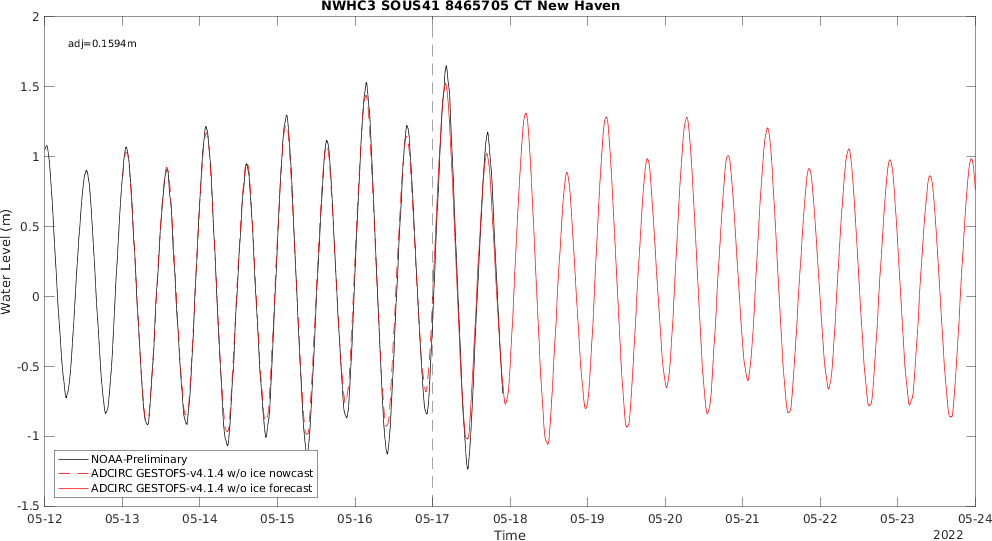 NWHC3 SOUS41 8465705 CT New Haven
adj=0.1594m
Water Level (m)
2
1.5
1
0.5
0
-0.5
-1
-1.5
NOAA-Preliminary
ADCIRC GESTOFS-v4.1.4 w/o ice nowcast
ADCIRC GESTOFS-v4.1.4 w/o ice forecast
05-12 05-13 05-14 05-15 05-16 05-17 05-18 05-19 05-20 05-21 05-22 05-23 05-24
Time
2022